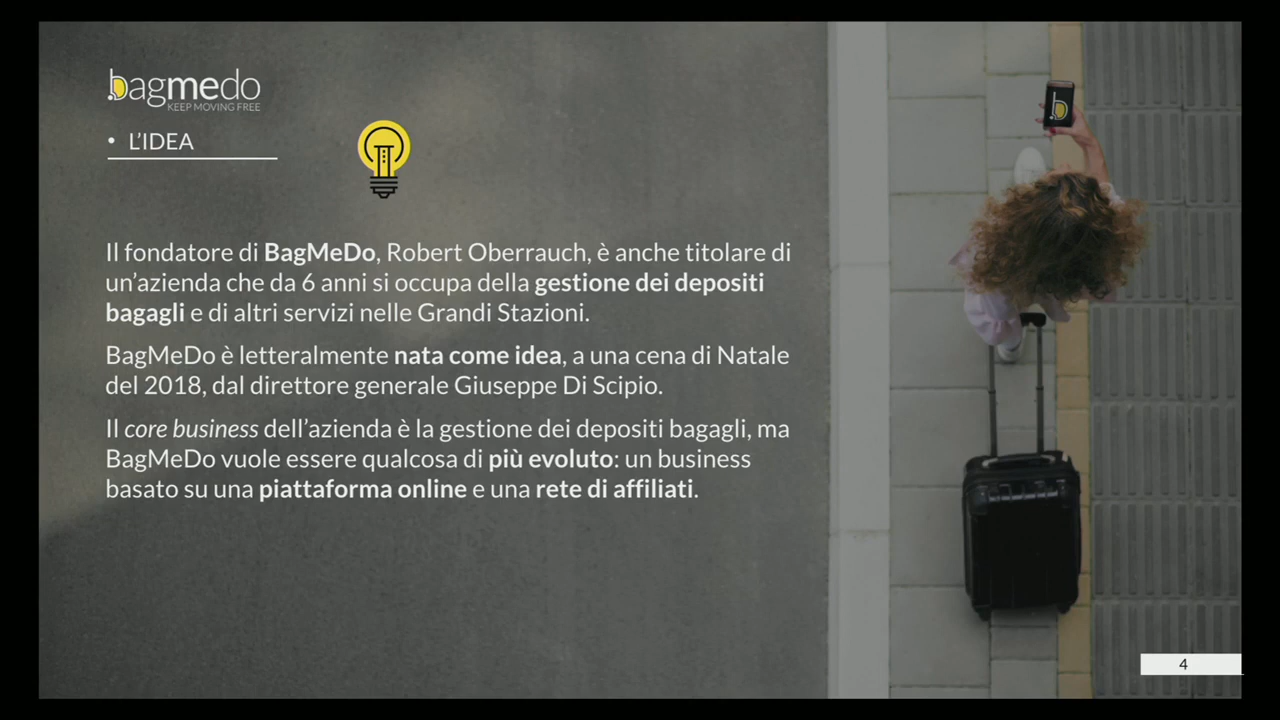 bagmedo
KEEP MOVING FREE
• L'IDEA
Il fondatore di BagMeDo, Robert Oberrauch, è anche titolare di
un'azienda che da 6 anni si occupa della gestione dei depositi
bagagli e di altri servizi nelle Grandi Stazioni.
BagMeDo è letteralmente nata come idea, a una cena di Natale
del 2018, dal direttore generale Giuseppe Di Scipio.
Il core business dell'azienda è la gestione dei depositi bagagli, ma
BagMeDo vuole essere qualcosa di più evoluto: un business
basato su una piattaforma online e una rete di affiliati.
4